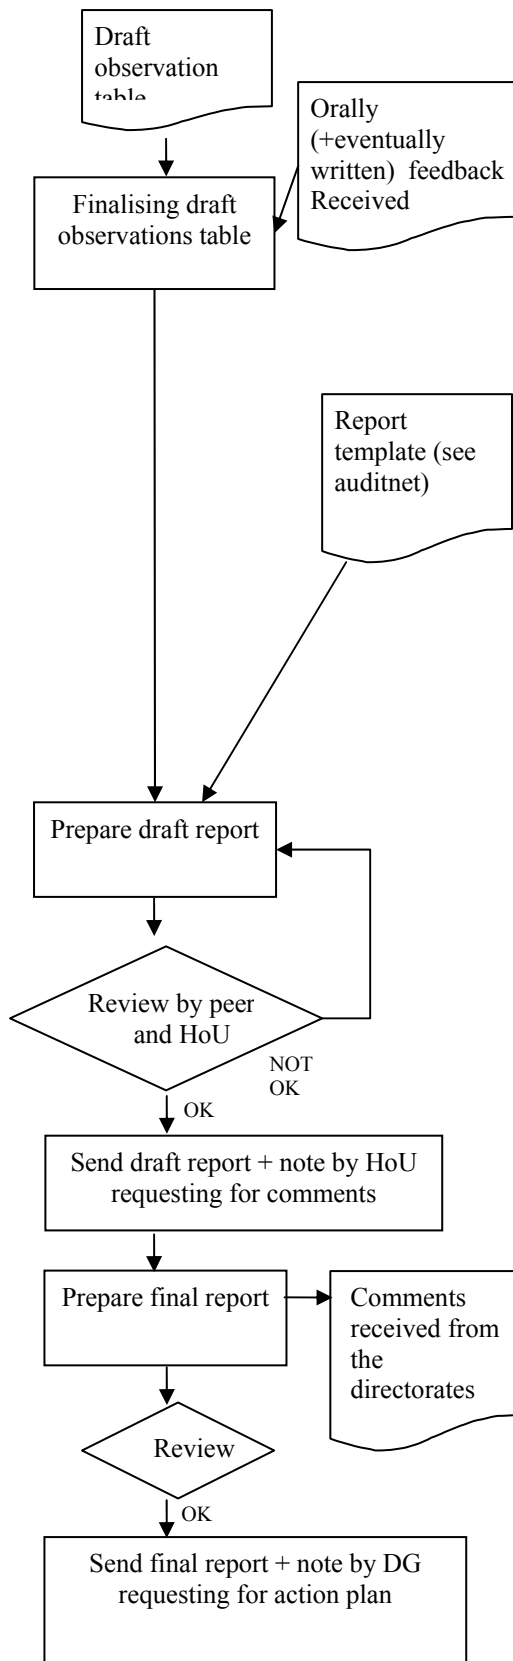 Draft
observation
table
Orally
(+eventually
written) feedback
Received
Finalising draft
observations table
Report
template (see
auditnet)
Prepare draft report
Review by peer
and HoU
NOT
OK
OK
Send draft report + note by HoU
requesting for comments
Prepare final report
Comments
received from
the
directorates
Review
OK
Send final report + note by DG
requesting for action plan